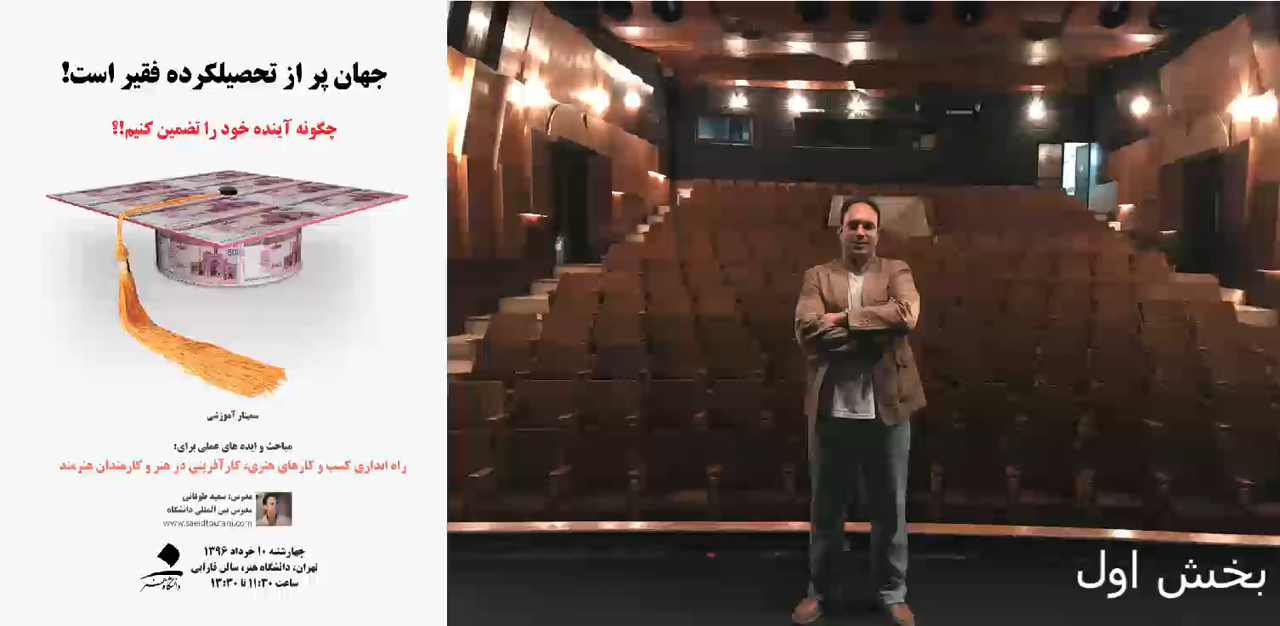 جهان پر از تحصیلکرده فقیر است!
چگونه آینده خود را تضمین کنیم؟!
سمینار آموزشی
مباحث و ایده های عملی برای:
راه اندازی کسب و کارهای هنری، کارآفرینی در هنر و کارمندان هنرمند
مدرس: سعید طوفانی
مدرس بین المللی دانشگاه
www.saeidtoufani.com
چهارشنبه ۱۰ خرداد ۱۳۹۶
تهران، دانشگاه هنر، سالن فارابی
ساعت ۱۱:۳۰ تا ۱۳:۳۰
دانشگاه هنر
بخش اول